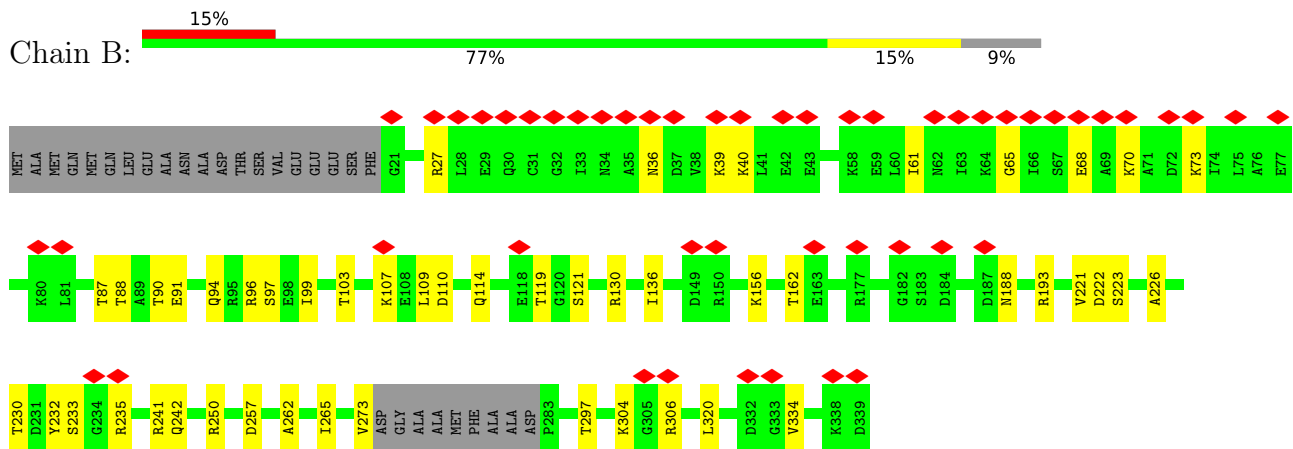 15%
Chain B:
77% 15% 9%
MET ALA MET GLN MET GLN LEU GLU ALA ASN ALA ASP THR SER VAL GLU GLU GLU SER PHE G21 R27 L28 E29 Q30 C31 G32 I33 N34 A35 N36 D37 V38 K39 K40 L41 E42 E43 K58 E59 L60 I61 N62 I63 K64 G65 I66 S67 E68 A69 K70 A71 D72 K73 I74 L75 A76 E77
K80 L81 T87 T88 A89 T90 E91 Q94 R95 R96 S97 E98 I99 T103 K107 E108 L109 D110 Q114 E118 T119 G120 S121 R130 I136 D149 R150 K156 T162 E163 R177 G182 S183 D184 D187 N188 R193 V221 D222 S223 A226
T230 D231 Y232 S233 G234 R235 R241 Q242 R250 D257 A262 I265 V273 ASP GLY ALA ALA MET PHE ALA ALA ASP P283 T297 K304 G305 R306 L320 D332 G333 V334 K338 D339